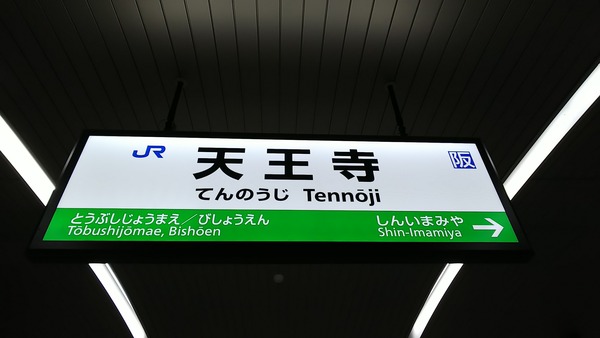 JR 天王寺 阪
てんのうじ Tennōji
とうぶしじょうまえ／びしょうえん しんいまみや
Tōbushijōmae, Bishōen Shin-Imamiya →